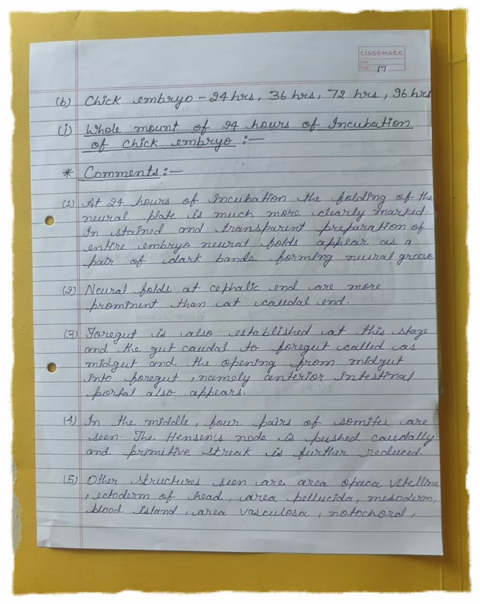 CLASSMATE
Date
Page 17
(b) Chick embryo - 24 hrs, 36 hrs, 72 hrs, 96 hrs
(i) Whole mount of 24 hours of Incubation
of chick embryo :-
* Comments :-
(1) At 24 hours of incubation the folding of the
neural plate is much more clearly marked
In stained and transparent preparation of
entire embryo neural folds appear as a
pair of dark bands forming neural groose
(2) Neural folds at cephalic end are more
prominent than at caudal end.
(3) Foregut is also established at this stage
and the gut caudal to foregut called as
midgut and the opening from midgut
into foregut, namely anterior intestinal
portal also appears.
(4) In the middle, four pairs of somites are
seen. The Hensen's node is pushed caudally
and primitive streak is further reduced.
(5) Other structures seen are area opaca vitellina
, ectoderm of head, area pellucida, mesoderm,
blood island, area vasculosa, notochord,